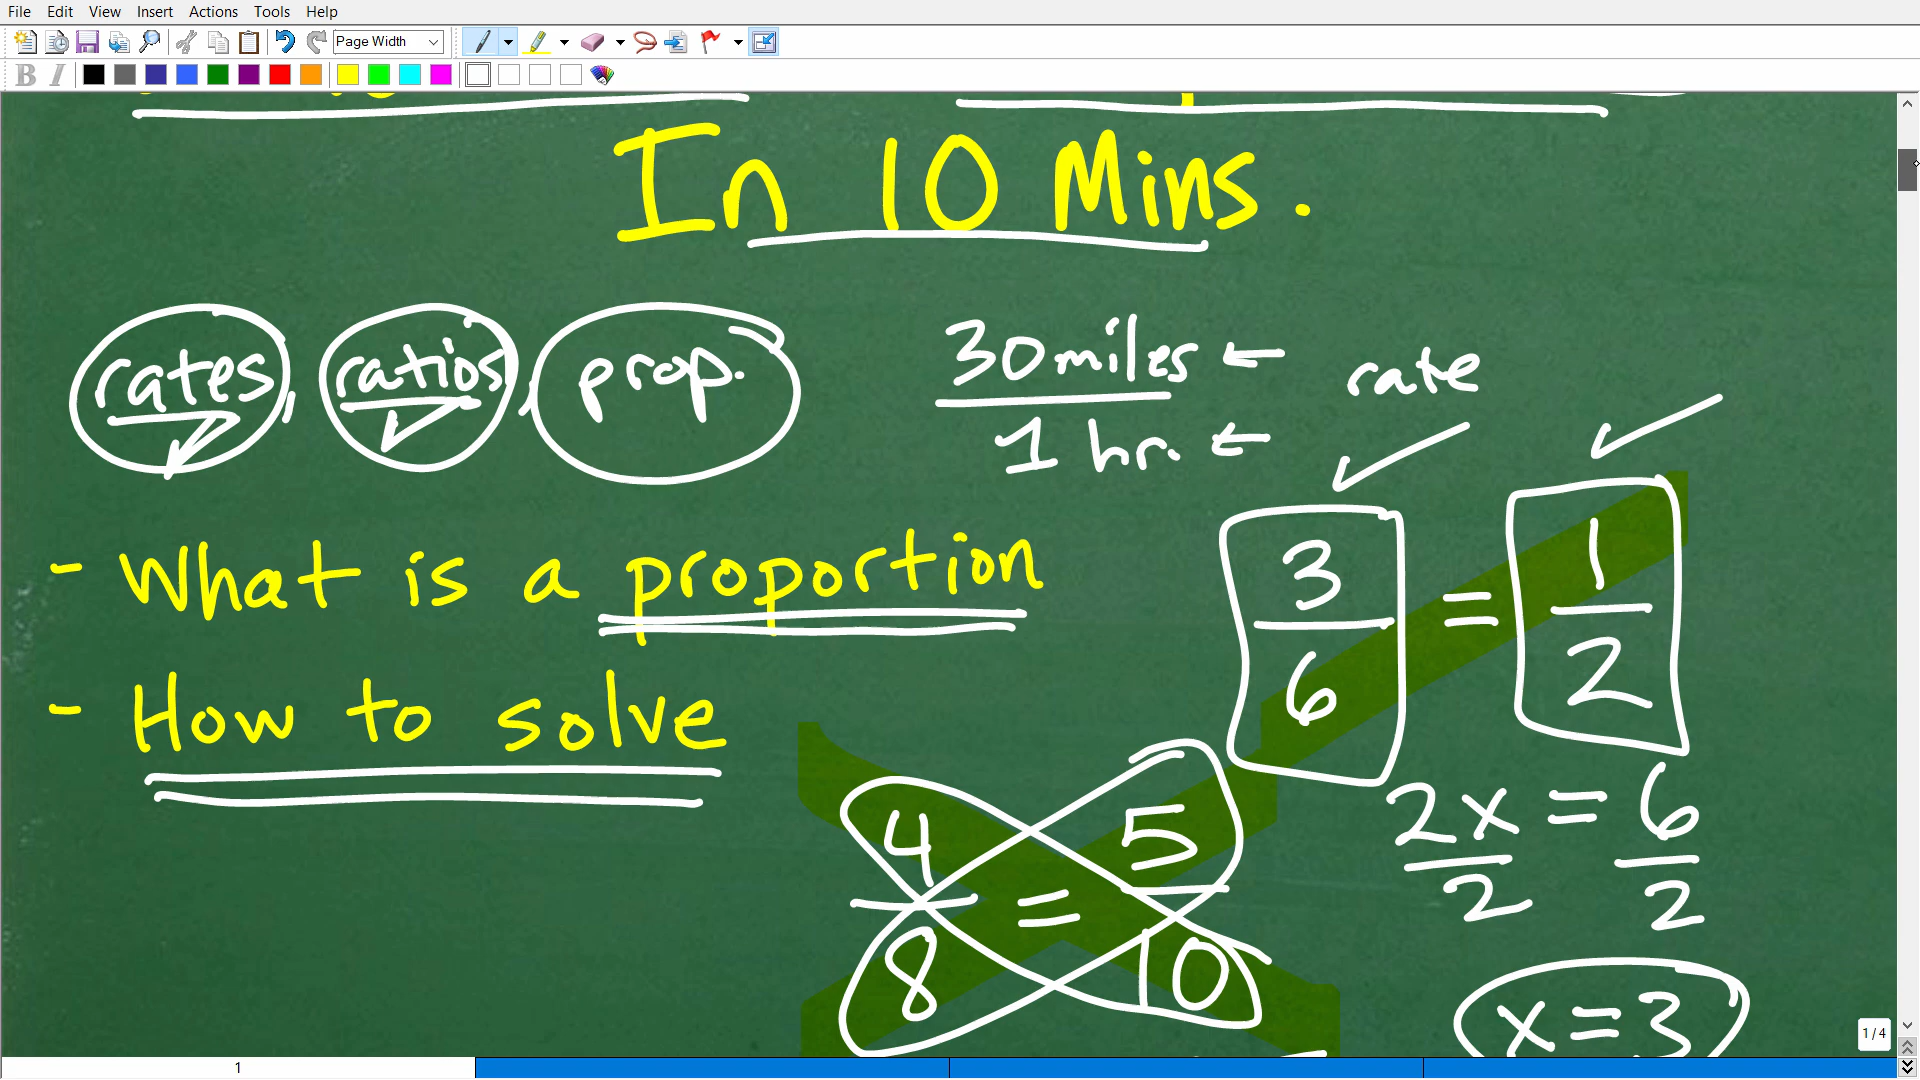 File Edit View Insert Actions Tools Help
Page Width
B I
In 10 Mins.
rates, ratios, prop.
30 miles ← rate
1 hr. ←
- What is a proportion
3/6 = 1/2
- How to solve
4/8 = 5/10
2x/2 = 6/2
x = 3
1 / 4
1